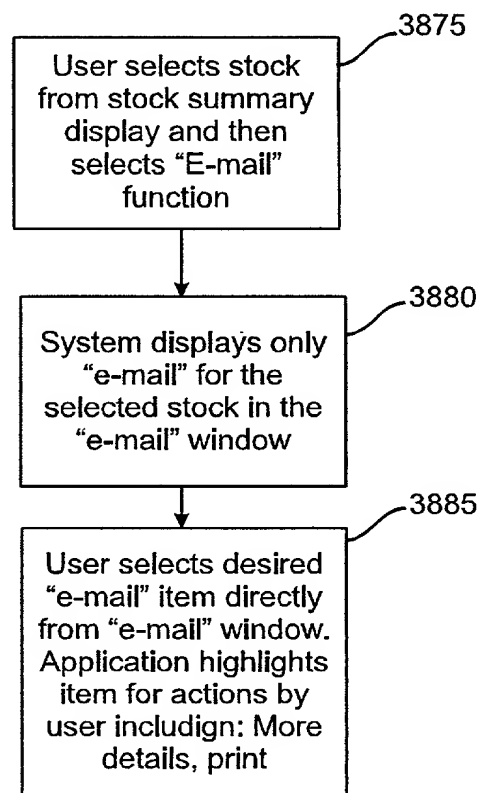 3875
User selects stock
from stock summary
display and then
selects "E-mail"
function
3880
System displays only
"e-mail" for the
selected stock in the
"e-mail" window
3885
User selects desired
"e-mail" item directly
from "e-mail" window.
Application highlights
item for actions by
user includign: More
details, print